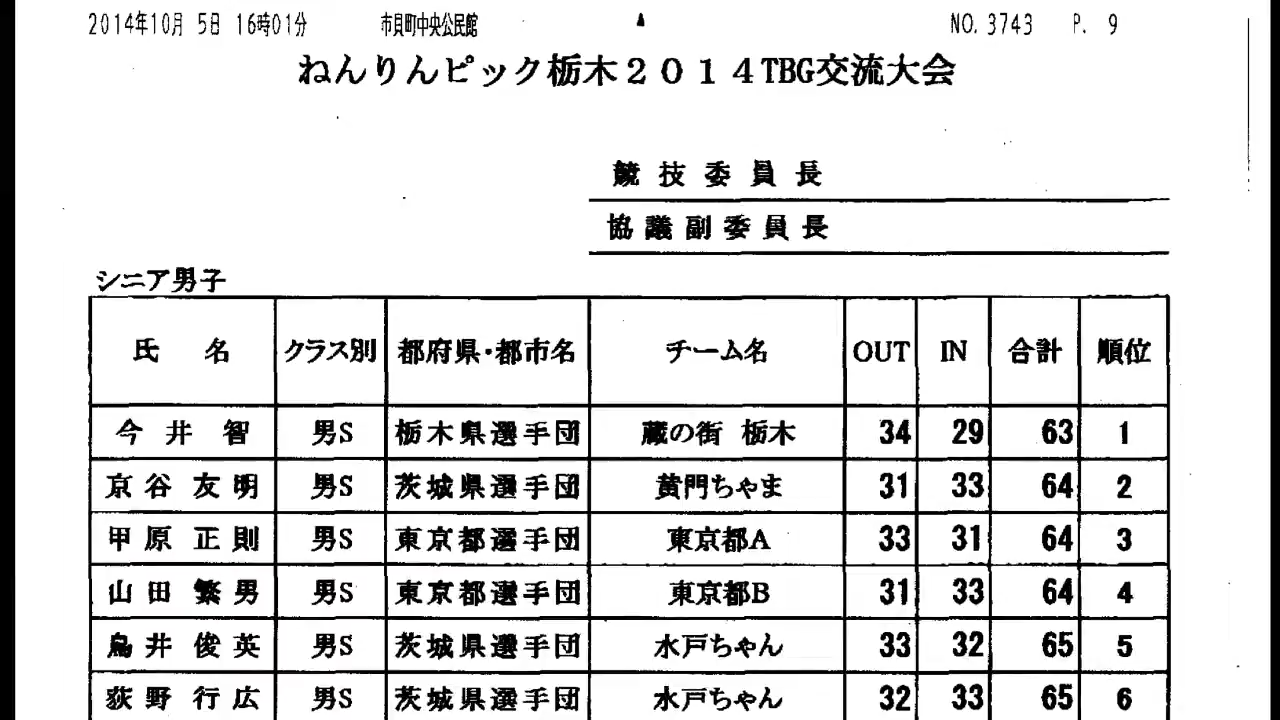 2014年10月 5日 16時01分 市貝町中央公民館 NO. 3743 P. 9
ねんりんピック栃木2014TBG交流大会
競技委員長
協議副委員長
シニア男子
氏 名 クラス別 都府県・都市名 チーム名 OUT IN 合計 順位
今井 智 男S 栃木県選手団 蔵の街 栃木 34 29 63 1
京谷 友明 男S 茨城県選手団 黄門ちゃま 31 33 64 2
甲原 正則 男S 東京都選手団 東京都A 33 31 64 3
山田 繁男 男S 東京都選手団 東京都B 31 33 64 4
鳥井 俊英 男S 茨城県選手団 水戸ちゃん 33 32 65 5
荻野 行広 男S 茨城県選手団 水戸ちゃん 32 33 65 6